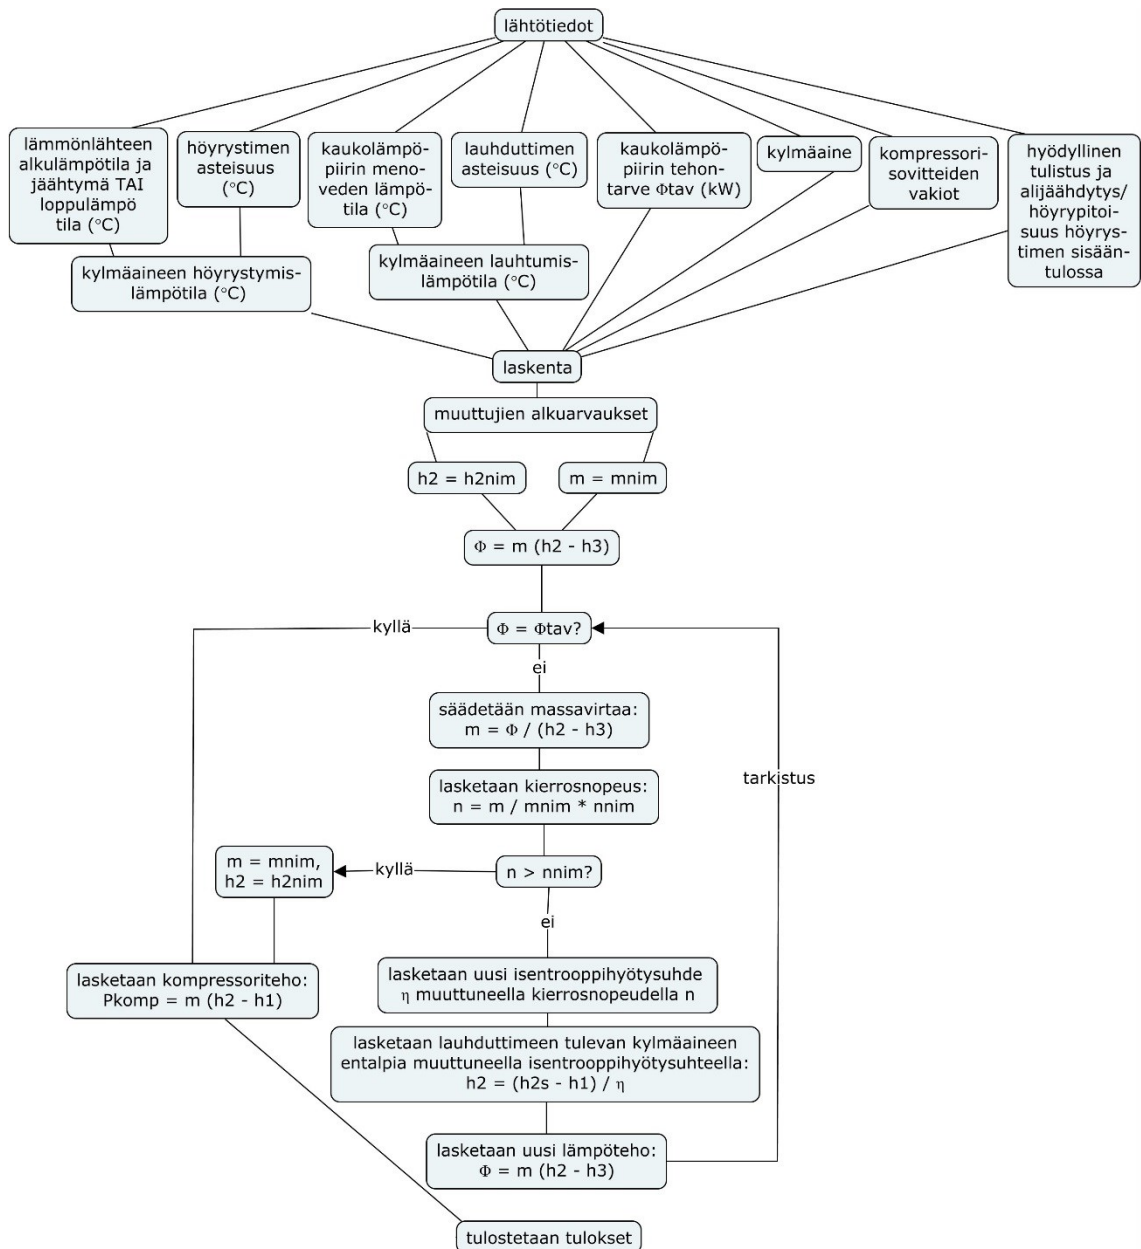 lähtötiedot
lämmönlähteen
alkulämpötila ja
jäähtymä TAI
loppulämpö
tila (°C)
höyrystimen
asteisuus
(°C)
kaukolämpö-
piirin meno-
veden lämpö-
tila (°C)
lauhduttimen
asteisuus (°C)
kaukolämpö-
piirin tehon-
tarve Φtav (kW)
kylmäaine
kompressori-
sovitteiden
vakiot
hyödyllinen
tulistus ja
alijäähdytys/
höyrypitoi-
suus höyrys-
timen sisään-
tulossa
kylmäaineen höyrystymis-
lämpötila (°C)
kylmäaineen lauhtumis-
lämpötila (°C)
laskenta
muuttujien alkuarvaukset
h2 = h2nim
m = mnim
Φ = m (h2 - h3)
kyllä
Φ = Φtav?
ei
säädetään massavirtaa:
m = Φ / (h2 - h3)
tarkistus
lasketaan kierrosnopeus:
n = m / mnim * nnim
m = mnim,
h2 = h2nim
kyllä
n > nnim?
ei
lasketaan kompressoriteho:
Pkomp = m (h2 - h1)
lasketaan uusi isentrooppihyötysuhde
η muuttuneella kierrosnopeudella n
lasketaan lauhduttimeen tulevan kylmäaineen
entalpia muuttuneella isentrooppihyötysuhteella:
h2 = (h2s - h1) / η
lasketaan uusi lämpöteho:
Φ = m (h2 - h3)
tulostetaan tulokset